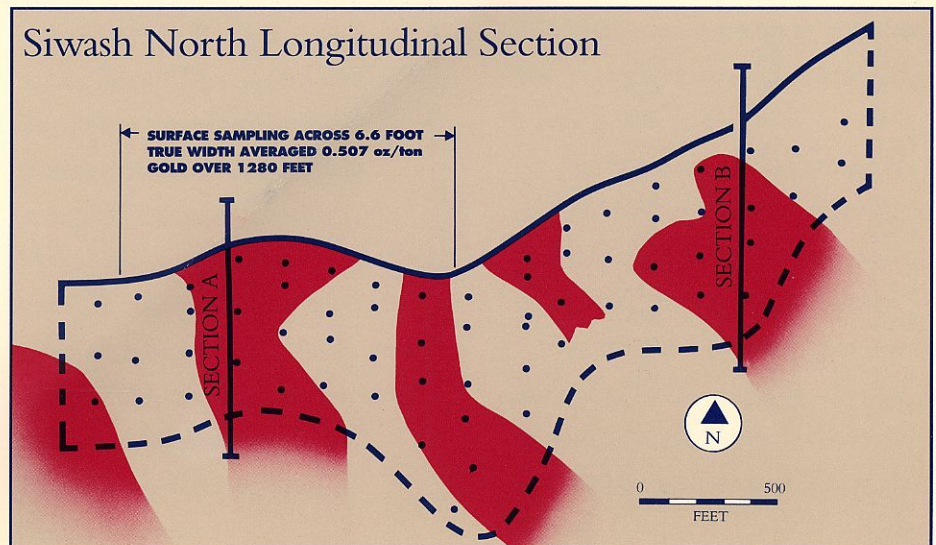 Siwash North Longitudinal Section
SURFACE SAMPLING ACROSS 6.6 FOOT
TRUE WIDTH AVERAGED 0.507 oz/ton
GOLD OVER 1280 FEET
SECTION A
SECTION B
N
0 500
FEET